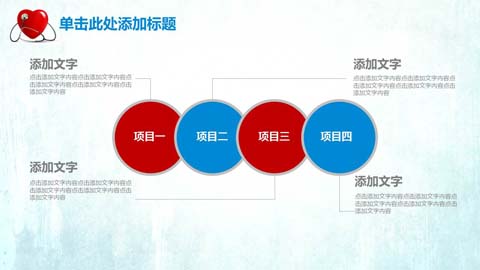 单击此处添加标题
添加文字
点击添加文字内容点击添加文字内容点
击添加文字内容点击添加文字内容点击
添加文字内容
添加文字
点击添加文字内容点击添加文字内容点
击添加文字内容点击添加文字内容点击
添加文字内容
项目一
项目二
项目三
项目四
添加文字
点击添加文字内容点击添加文字内容点
击添加文字内容点击添加文字内容点击
添加文字内容
添加文字
点击添加文字内容点击添加文字内容点
击添加文字内容点击添加文字内容点击
添加文字内容